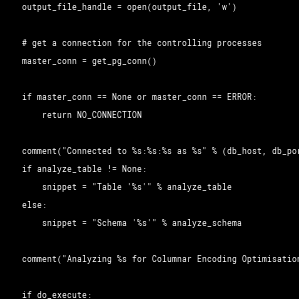 output_file_handle = open(output_file, 'w')
# get a connection for the controlling processes
master_conn = get_pg_conn()
if master_conn == None or master_conn == ERROR:
return NO_CONNECTION
comment("Connected to %s:%s:%s as %s" % (db_host, db_por
if analyze_table != None:
snippet = "Table '%s'" % analyze_table
else:
snippet = "Schema '%s'" % analyze_schema
comment("Analyzing %s for Columnar Encoding Optimisation
if do_execute: